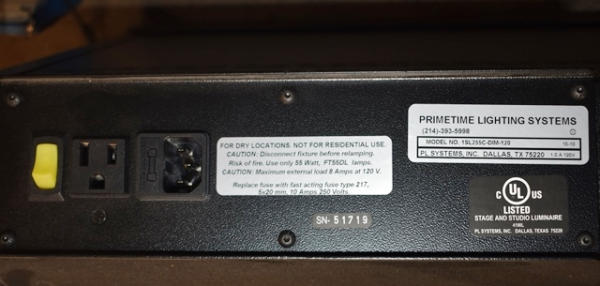 FOR DRY LOCATIONS. NOT FOR RESIDENTIAL USE.
CAUTION: Disconnect fixture before relamping.
Risk of fire. Use only 55 Watt, FT55DL lamps.
CAUTION: Maximum external load 8 Amps at 120 V.
Replace fuse with fast acting fuse type 217,
5x20 mm, 10 Amps 250 Volts.
SN- 51719
PRIMETIME LIGHTING SYSTEMS
(214)-393-5998
MODEL NO. 1SL255C-DIM-120
PL SYSTEMS, INC. DALLAS, TX 75220
C UL US
LISTED
STAGE AND STUDIO LUMINAIRE
PL SYSTEMS, INC. DALLAS, TEXAS 75220